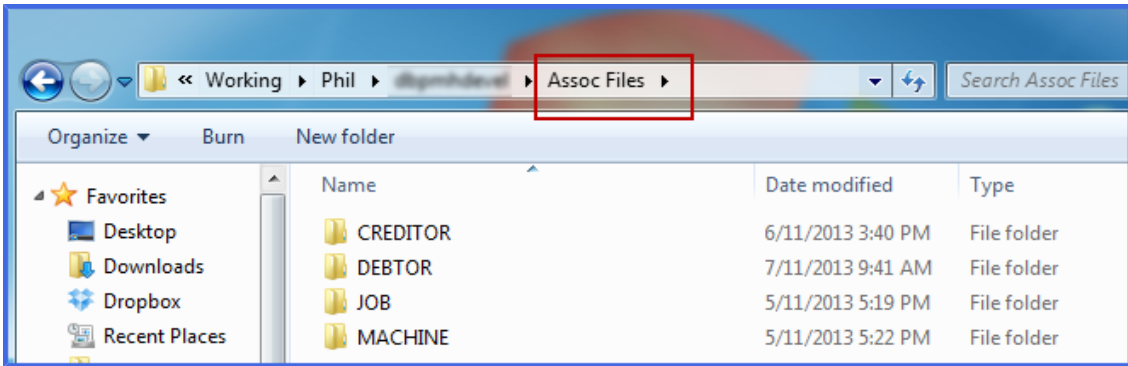 « Working ▸ Phil ▸ ▸ Assoc Files ▸ Search Assoc Files
Organize ▼ Burn New folder
Name Date modified Type
Favorites
Desktop
Downloads
Dropbox
Recent Places
CREDITOR 6/11/2013 3:40 PM File folder
DEBTOR 7/11/2013 9:41 AM File folder
JOB 5/11/2013 5:19 PM File folder
MACHINE 5/11/2013 5:22 PM File folder